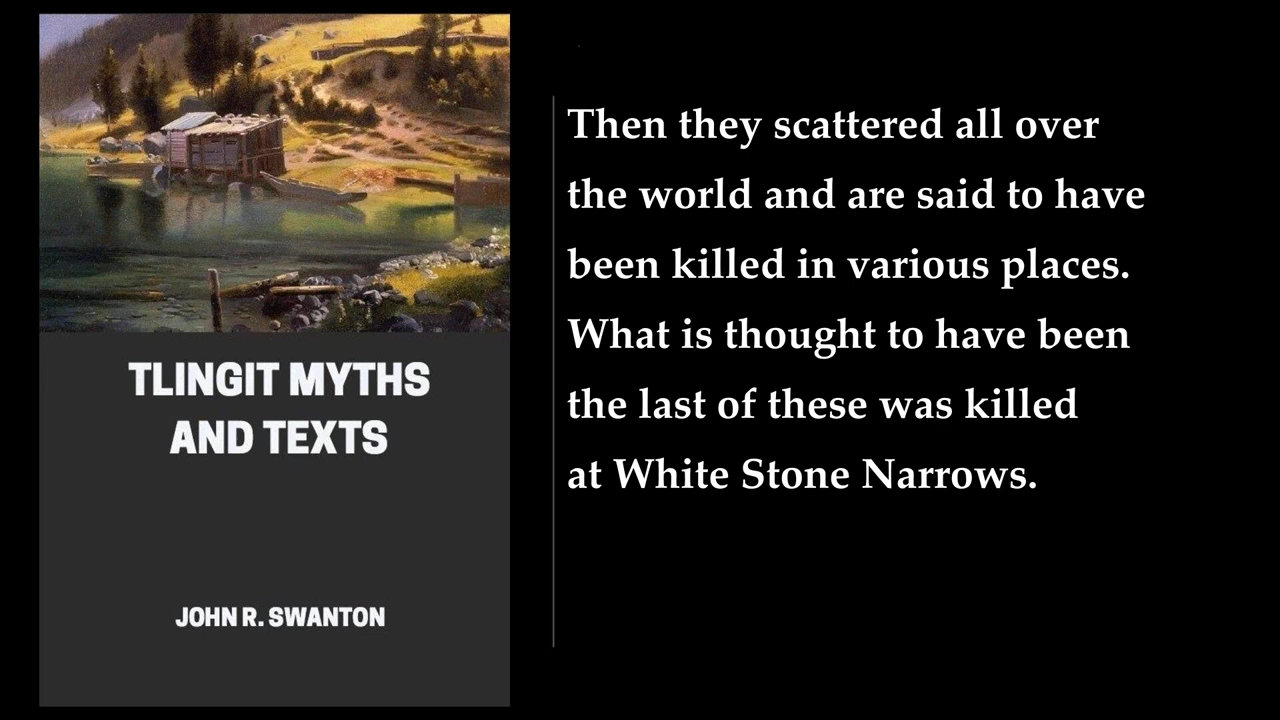 TLINGIT MYTHS
AND TEXTS
JOHN R. SWANTON
Then they scattered all over
the world and are said to have
been killed in various places.
What is thought to have been
the last of these was killed
at White Stone Narrows.